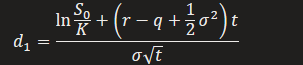 d₁ = (ln S₀/K + (r − q + ½σ²)t) / (σ√t)